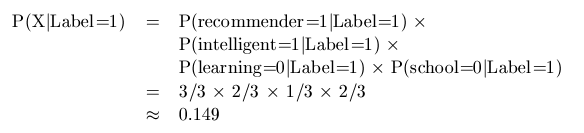 P(X|Label=1) = P(recommender=1|Label=1) ×
P(intelligent=1|Label=1) ×
P(learning=0|Label=1) × P(school=0|Label=1)
= 3/3 × 2/3 × 1/3 × 2/3
≈ 0.149